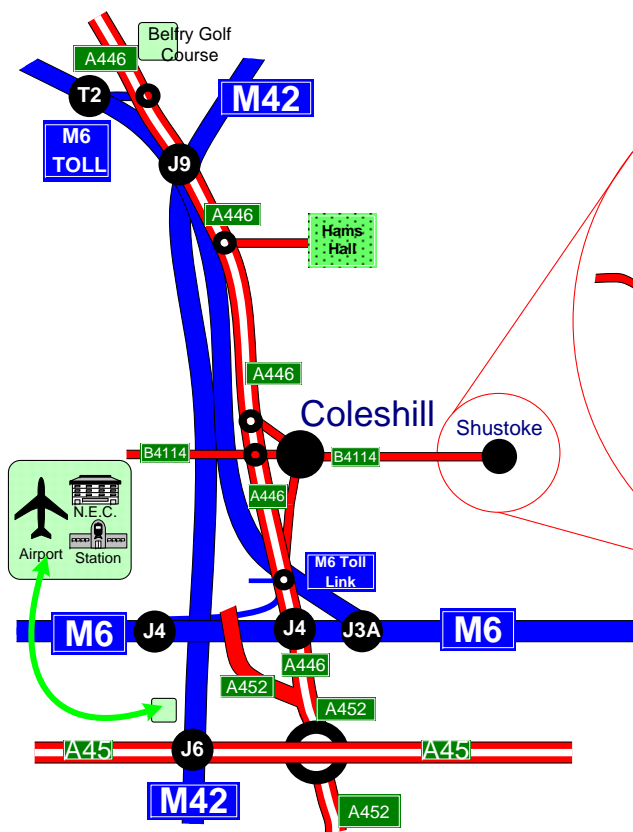 Belfry Golf
Course
A446
T2
M42
M6
TOLL
J9
A446
Hams
Hall
A446
Coleshill
Shustoke
B4114
B4114
A446
N.E.C.
Airport
Station
M6 Toll
Link
M6
J4
J4
J3A
M6
A446
A452
A452
A45
J6
A45
M42
A452